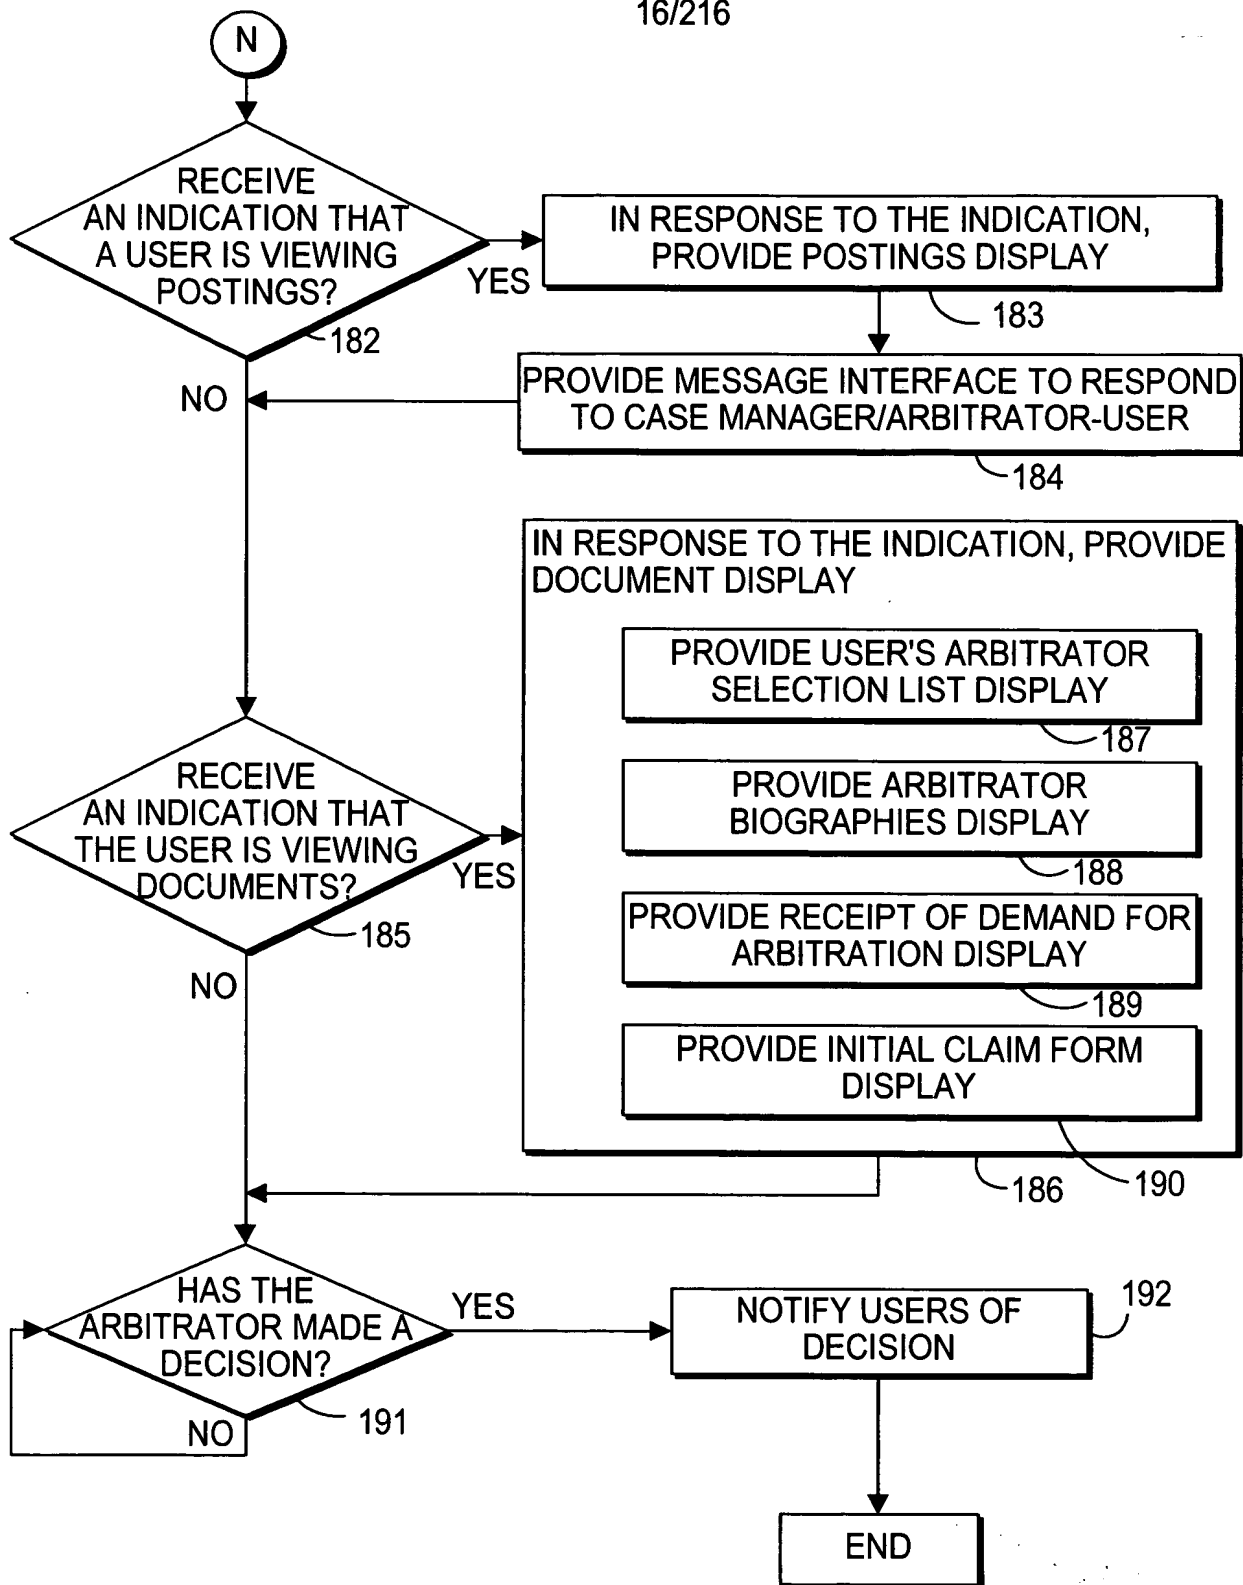 16/216
N
RECEIVE
AN INDICATION THAT
A USER IS VIEWING
POSTINGS?
182
YES
NO
IN RESPONSE TO THE INDICATION,
PROVIDE POSTINGS DISPLAY
183
PROVIDE MESSAGE INTERFACE TO RESPOND
TO CASE MANAGER/ARBITRATOR-USER
184
RECEIVE
AN INDICATION THAT
THE USER IS VIEWING
DOCUMENTS?
185
YES
NO
IN RESPONSE TO THE INDICATION, PROVIDE
DOCUMENT DISPLAY
PROVIDE USER'S ARBITRATOR
SELECTION LIST DISPLAY
187
PROVIDE ARBITRATOR
BIOGRAPHIES DISPLAY
188
PROVIDE RECEIPT OF DEMAND FOR
ARBITRATION DISPLAY
189
PROVIDE INITIAL CLAIM FORM
DISPLAY
190
186
HAS THE
ARBITRATOR MADE A
DECISION?
191
YES
NO
NOTIFY USERS OF
DECISION
192
END